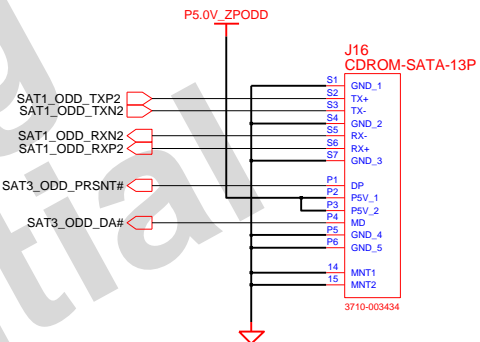 P5.0V_ZPODD
J16
CDROM-SATA-13P
S1 GND_1
SAT1_ODD_TXP2 S2 TX+
SAT1_ODD_TXN2 S3 TX-
S4 GND_2
SAT1_ODD_RXN2 S5 RX-
SAT1_ODD_RXP2 S6 RX+
S7 GND_3
SAT3_ODD_PRSNT# P1 DP
P2 P5V_1
P3 P5V_2
SAT3_ODD_DA# P4 MD
P5 GND_4
P6 GND_5
14 MNT1
15 MNT2
3710-003434